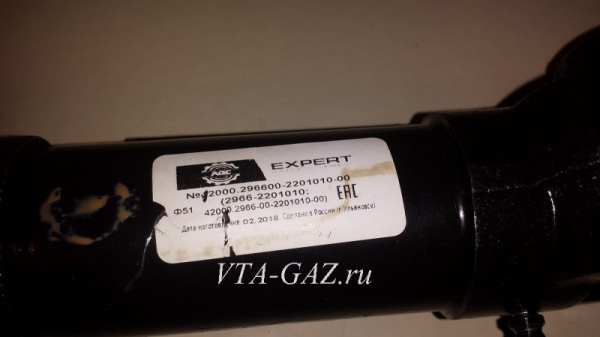 ADS EXPERT
№42000.296600-2201010-00
(2966-2201010;
Ф51 42000.2966-00-2201010-00) EAC
Дата изготовления 02.2018 Сделано в России г. Ульяновск
VTA-GAZ.ru